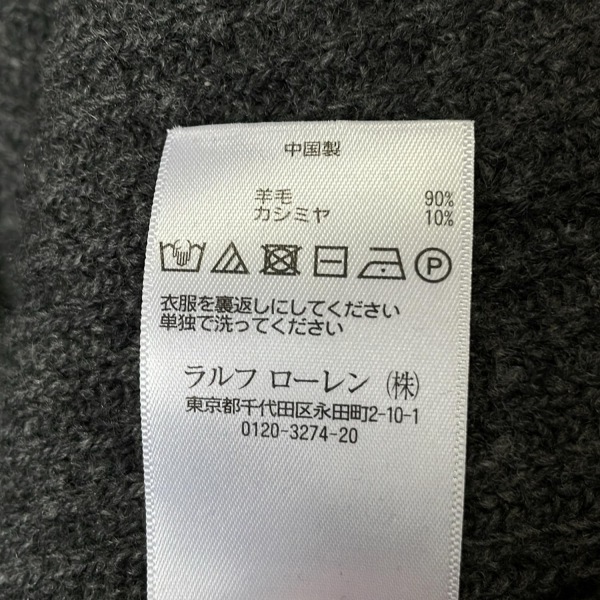 中国製
羊毛 90%
カシミヤ 10%
P
衣服を裏返しにしてください
単独で洗ってください
ラルフ ローレン (株)
東京都千代田区永田町2-10-1
0120-3274-20